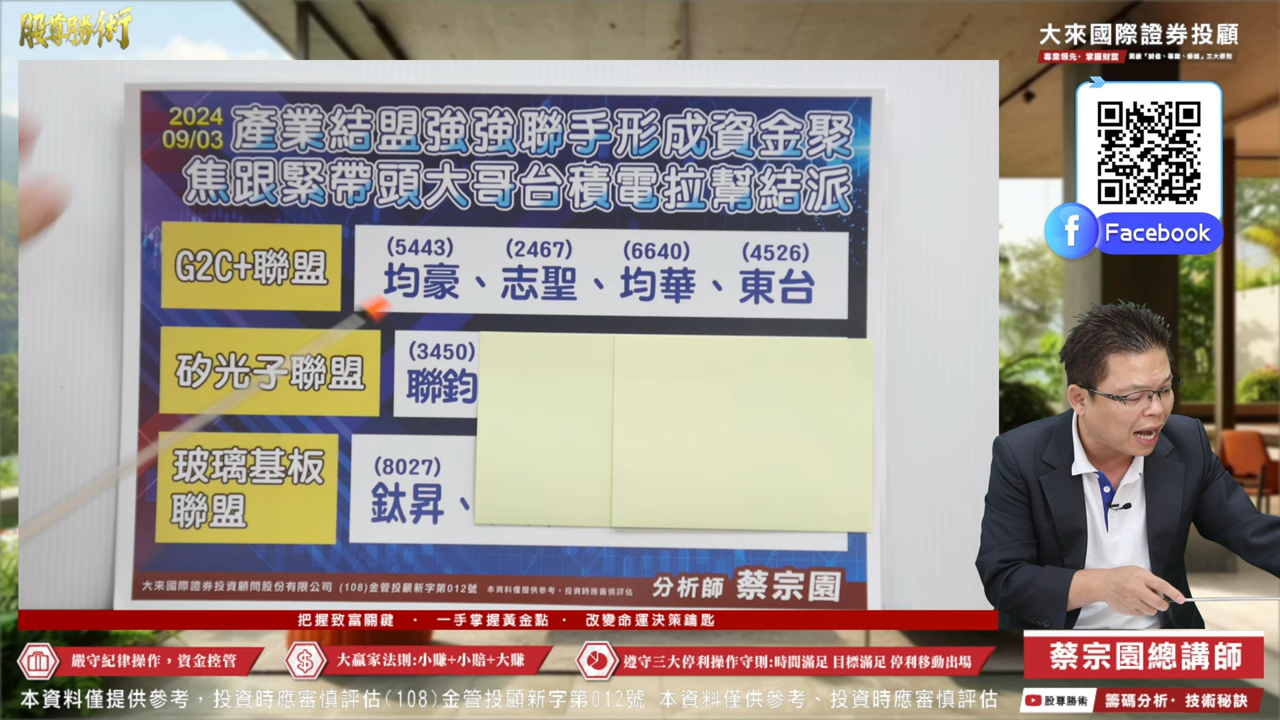 股尊勝術
大來國際證券投顧
專業領先・掌握財富
Facebook
2024
09/03
產業結盟強強聯手形成資金聚
焦跟緊帶頭大哥台積電拉幫結派
G2C+聯盟
(5443) (2467) (6640) (4526)
均豪、志聖、均華、東台
矽光子聯盟
(3450)
聯鈞
玻璃基板
聯盟
(8027)
鈦昇、
大來國際證券投資顧問股份有限公司 (108)金管投顧新字第012號 本資料僅提供參考，投資時應審慎評估
分析師 蔡宗園
把握致富關鍵 ・ 一手掌握黃金點 ・ 改變命運決策鑰匙
嚴守紀律操作，資金控管
大贏家法則:小賺+小賠+大賺
遵守三大停利操作守則:時間滿足 目標滿足 停利移動出場
蔡宗園總講師
本資料僅提供參考，投資時應審慎評估(108)金管投顧新字第012號 本資料僅供參考、投資時應審慎評估
股尊勝術
籌碼分析・技術秘訣